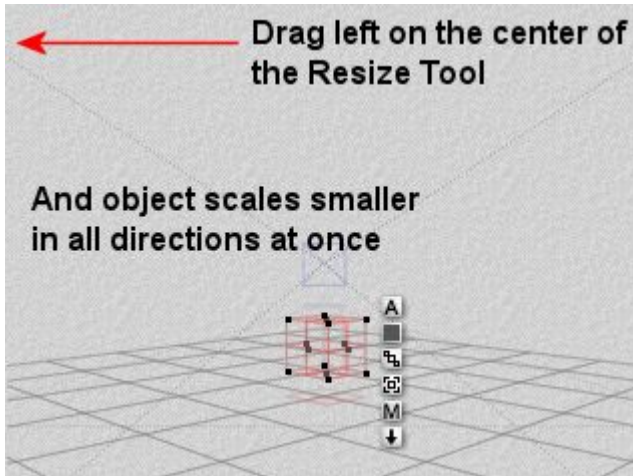 Drag left on the center of
the Resize Tool
And object scales smaller
in all directions at once
A
M